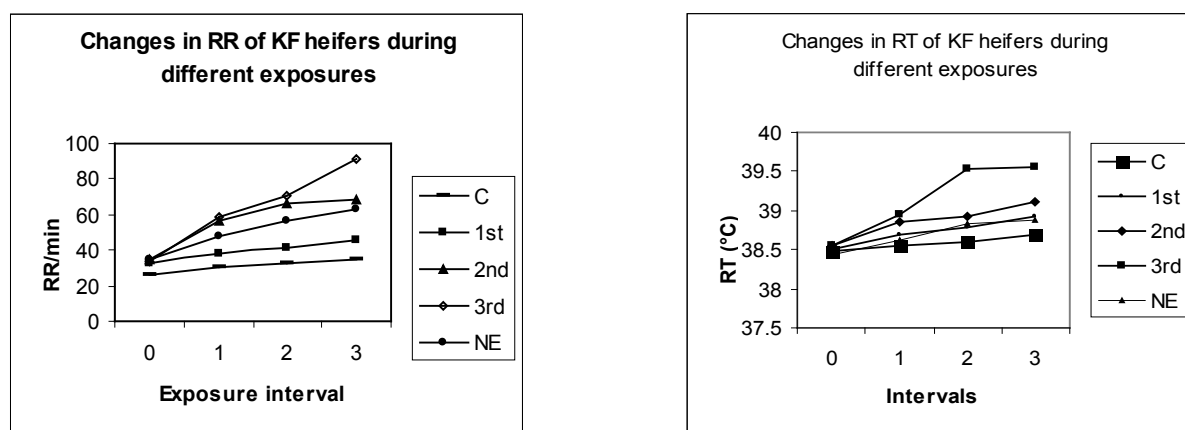 Changes in RR of KF heifers during
different exposures
100
80
60
40
20
0
RR/min
0 1 2 3
Exposure interval
C
1st
2nd
3rd
NE
Changes in RT of KF heifers during
different exposures
40
39.5
39
38.5
38
37.5
RT (°C)
0 1 2 3
Intervals
C
1st
2nd
3rd
NE